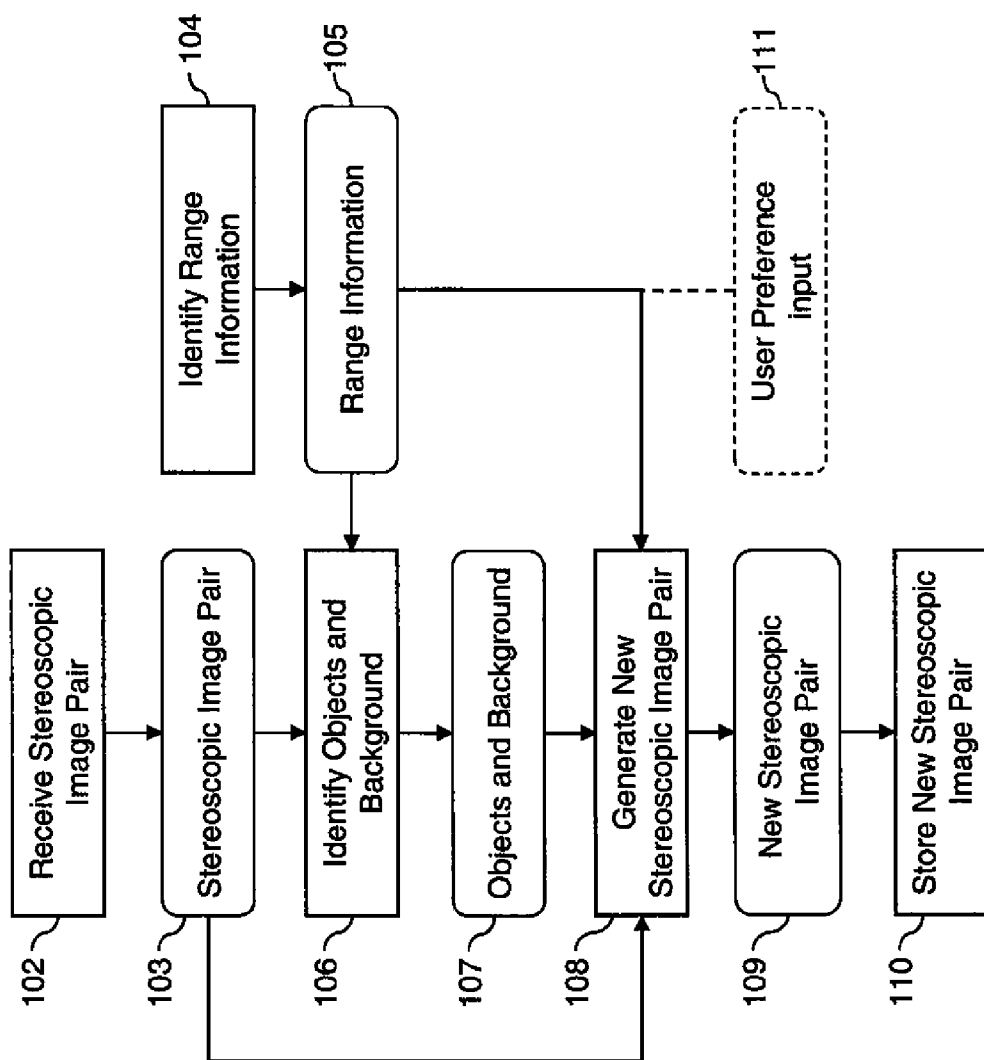 102
Receive Stereoscopic
Image Pair
103
Stereoscopic Image Pair
104
Identify Range
Information
105
Range Information
106
Identify Objects and
Background
107
Objects and Background
108
Generate New
Stereoscopic Image Pair
109
New Stereoscopic
Image Pair
110
Store New Stereoscopic
Image Pair
111
User Preference
input